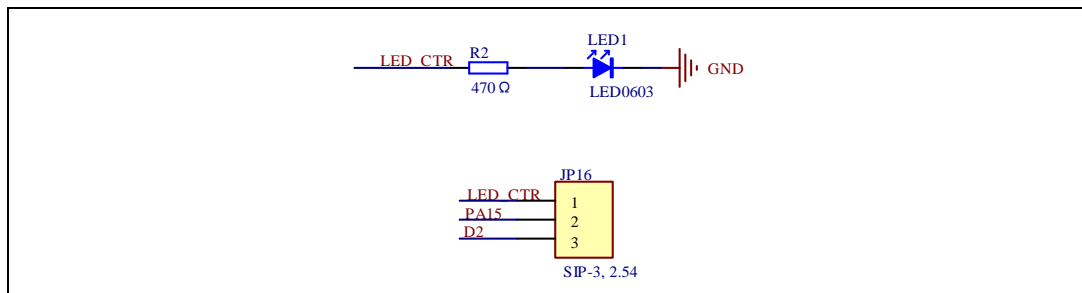 LED1
LED_CTR
R2
GND
470Ω
LED0603
JP16
LED_CTR
1
PA15
2
D2
3
SIP-3, 2.54